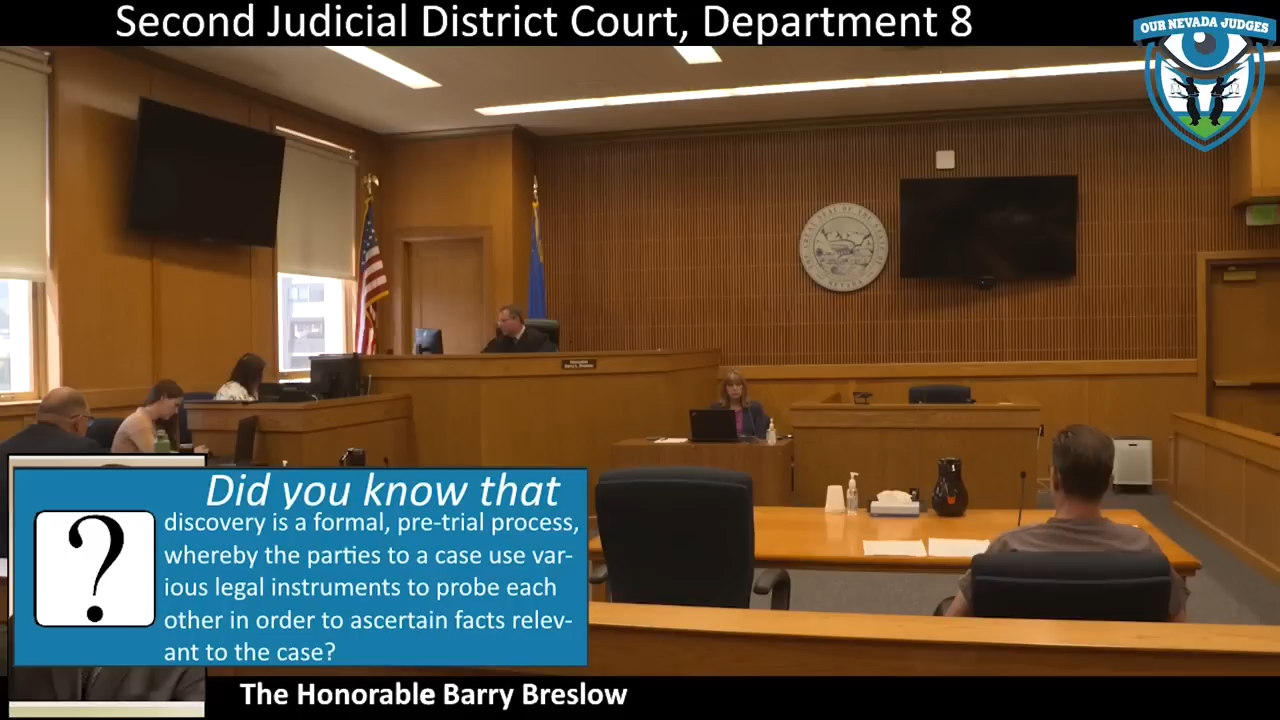 Second Judicial District Court, Department 8
OUR NEVADA JUDGES
NEVADA
Did you know that
?
discovery is a formal, pre-trial process,
whereby the parties to a case use var-
ious legal instruments to probe each
other in order to ascertain facts relev-
ant to the case?
The Honorable Barry Breslow